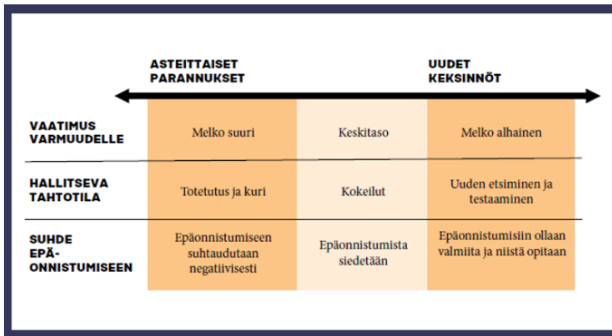 ASTEITTAISET
PARANNUKSET
UUDET
KEKSINNÖT
VAATIMUS
VARMUUDELLE
Melko suuri
Keskitaso
Melko alhainen
HALLITSEVA
TAHTOTILA
Totetutus ja kuri
Kokeilut
Uuden etsiminen ja
testaaminen
SUHDE
EPÄ-
ONNISTUMISEEN
Epäonnistumiseen
suhtaudutaan
negatiivisesti
Epäonnistumista
siedetään
Epäonnistumisiin ollaan
valmiita ja niistä opitaan